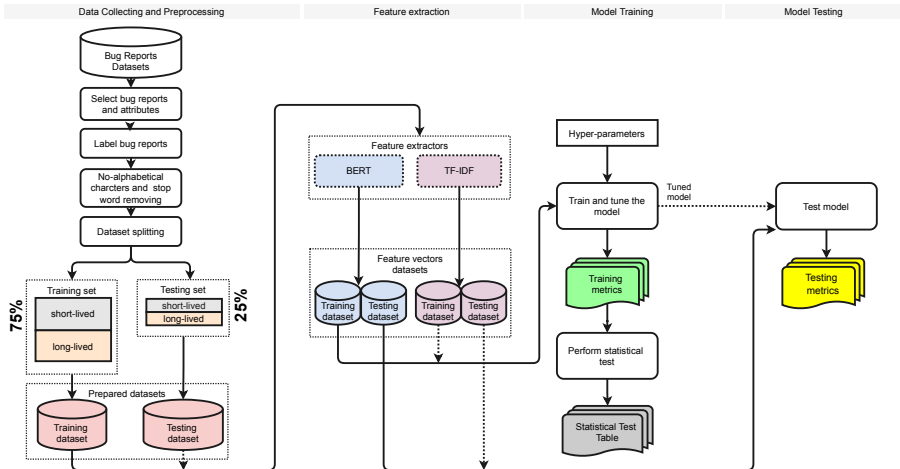 Data Collecting and Preprocessing
Feature extraction
Model Training
Model Testing
Bug Reports
Datasets
Select bug reports
and attributes
Label bug reports
No-alphabetical
charcters and stop
word removing
Dataset splitting
75%
Training set
short-lived
long-lived
Testing set
short-lived
long-lived
25%
Prepared datasets
Training
dataset
Testing
dataset
Feature extractors
BERT
TF-IDF
Feature vectors
datasets
Training
dataset
Testing
dataset
Training
dataset
Testing
dataset
Hyper-parameters
Train and tune the
model
Tuned
model
Training
metrics
Perform statistical
test
Statistical Test
Table
Test model
Testing
metrics